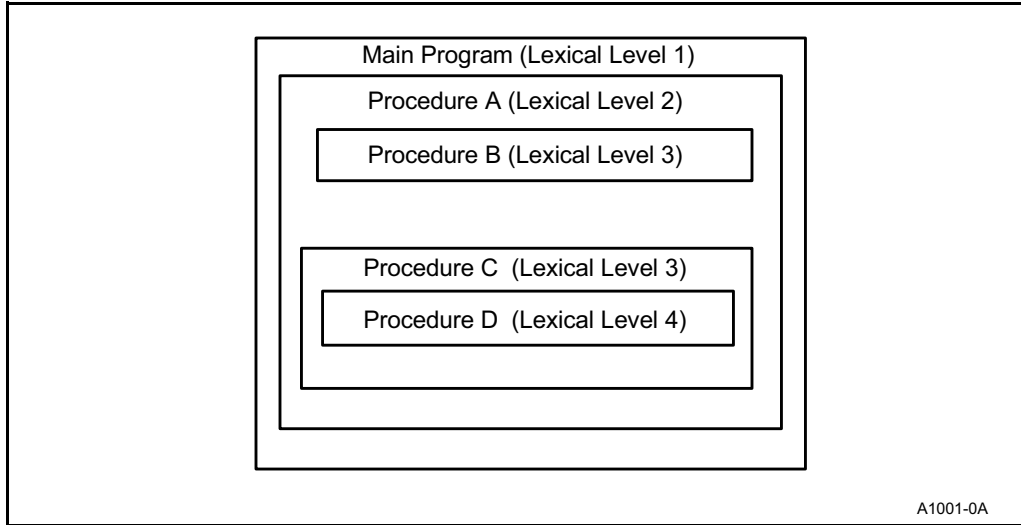 Main Program (Lexical Level 1)
Procedure A (Lexical Level 2)
Procedure B (Lexical Level 3)
Procedure C (Lexical Level 3)
Procedure D (Lexical Level 4)
A1001-0A